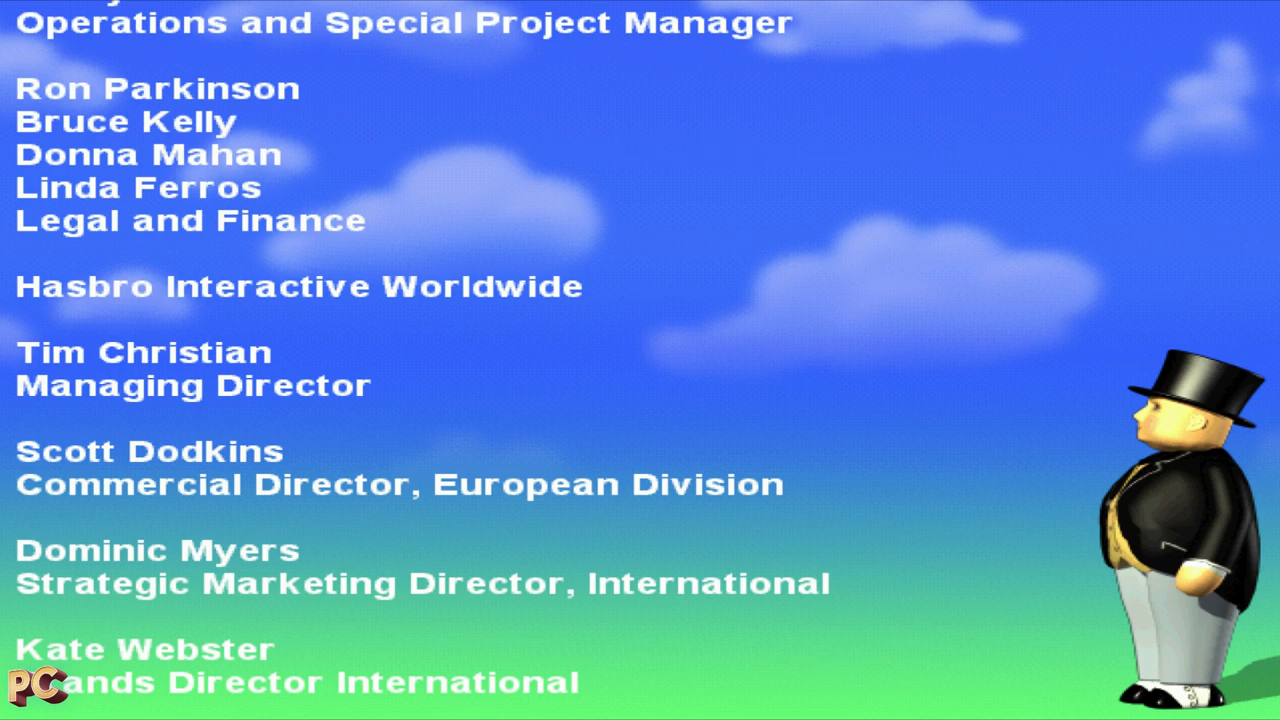 Operations and Special Project Manager
Ron Parkinson
Bruce Kelly
Donna Mahan
Linda Ferros
Legal and Finance
Hasbro Interactive Worldwide
Tim Christian
Managing Director
Scott Dodkins
Commercial Director, European Division
Dominic Myers
Strategic Marketing Director, International
Kate Webster
PC
ands Director International